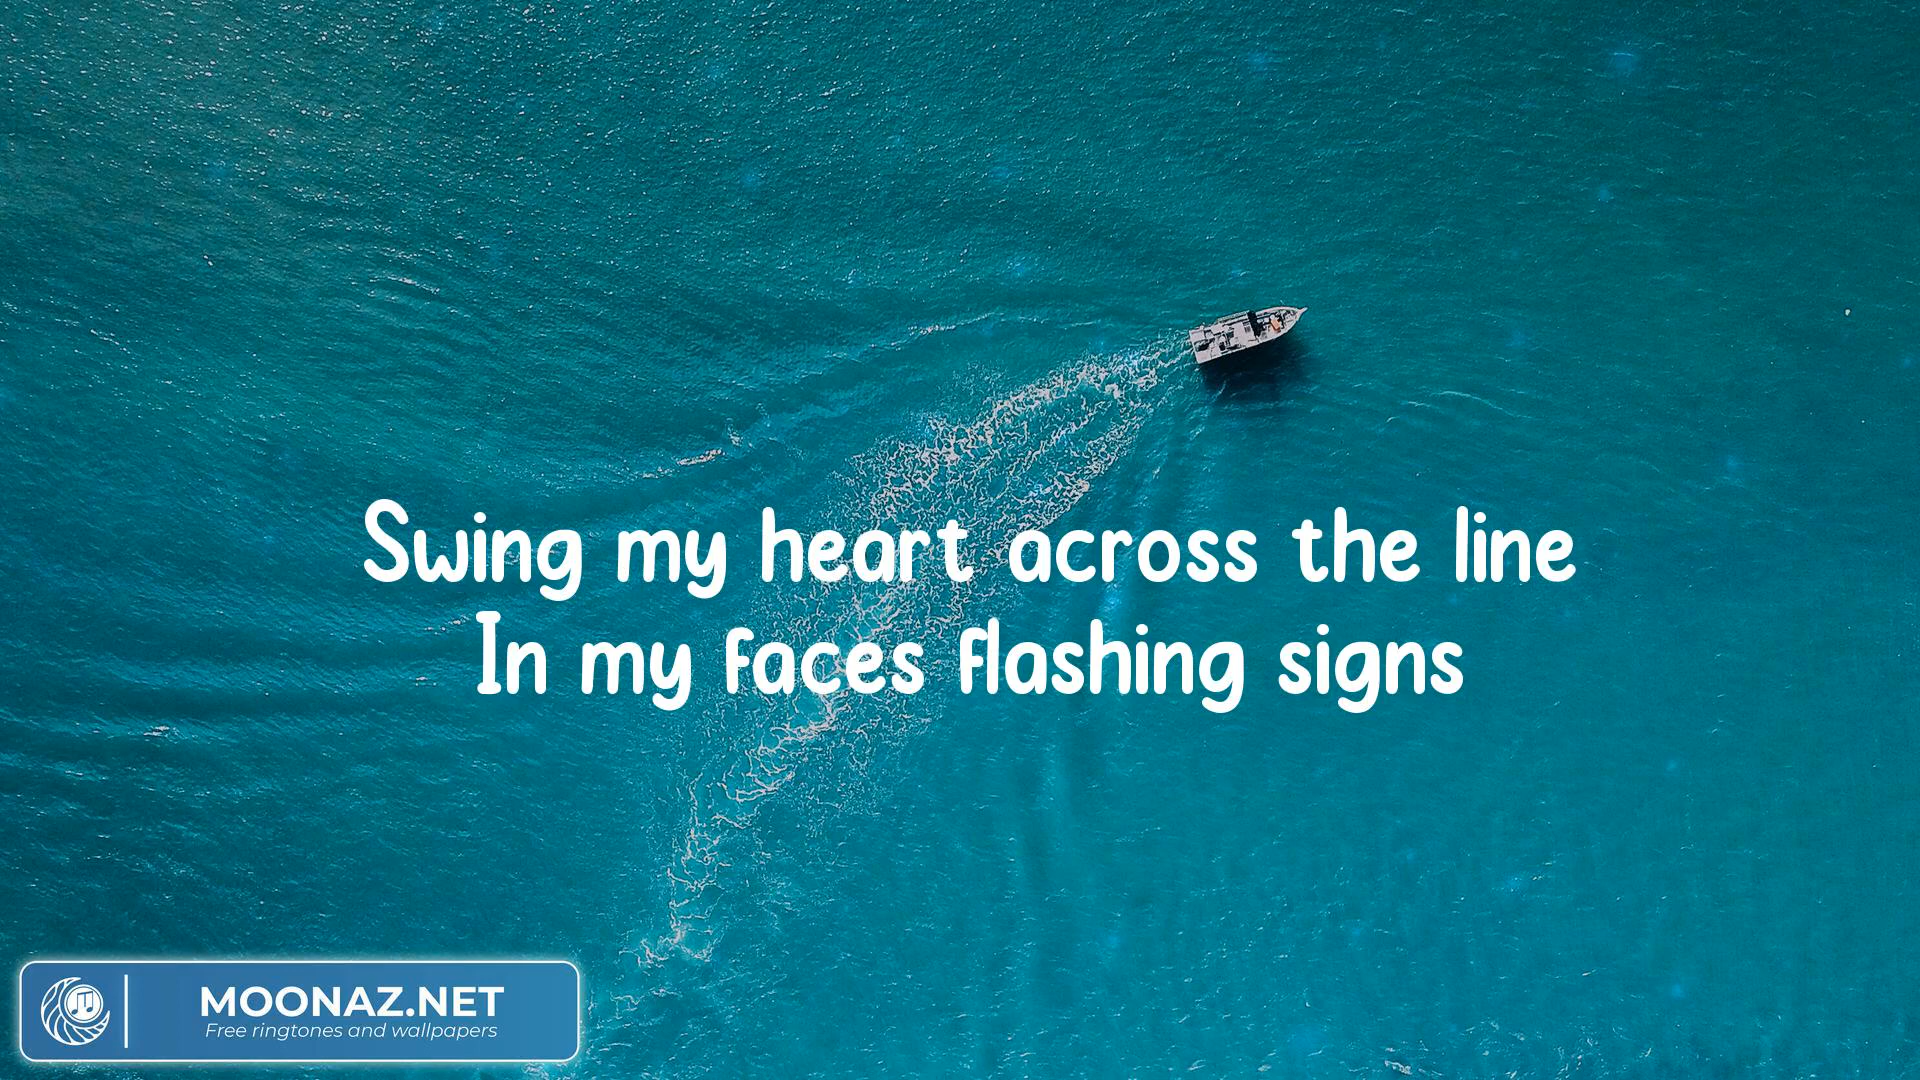 Swing my heart across the line
In my faces flashing signs
MOONAZ.NET
Free ringtones and wallpapers